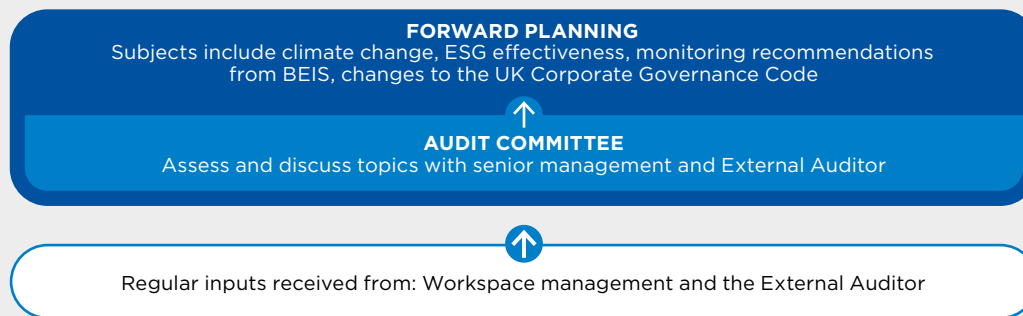 FORWARD PLANNING
Subjects include climate change, ESG effectiveness, monitoring recommendations
from BEIS, changes to the UK Corporate Governance Code
AUDIT COMMITTEE
Assess and discuss topics with senior management and External Auditor
Regular inputs received from: Workspace management and the External Auditor